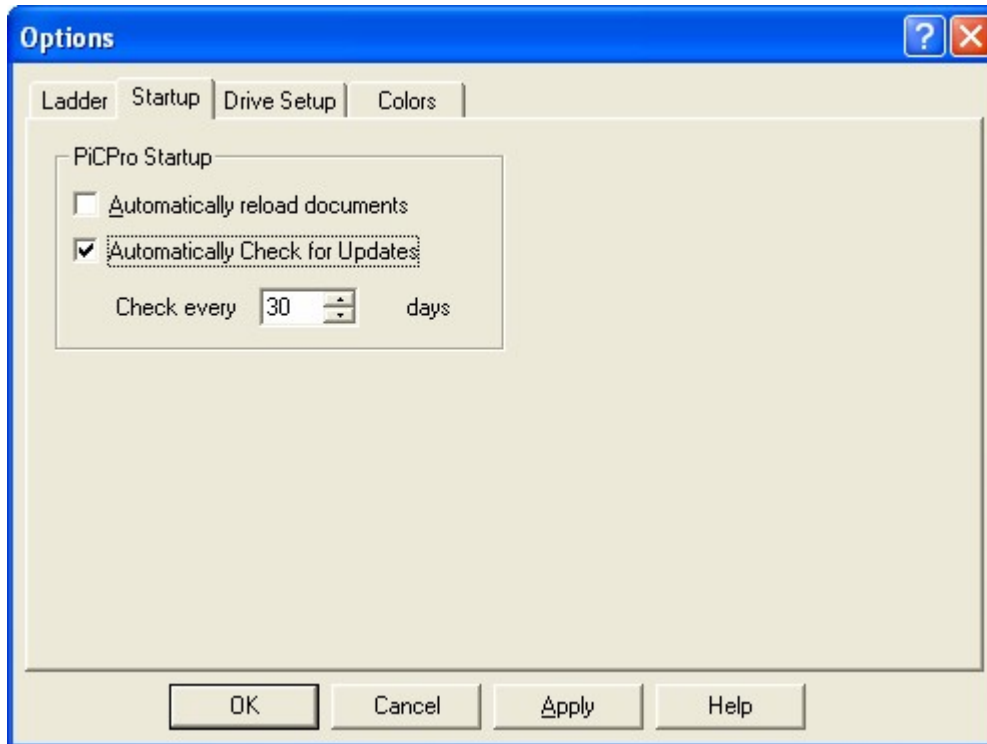 Options
?
Ladder Startup Drive Setup Colors
PiCPro Startup
Automatically reload documents
Automatically Check for Updates
Check every 30 days
OK Cancel Apply Help